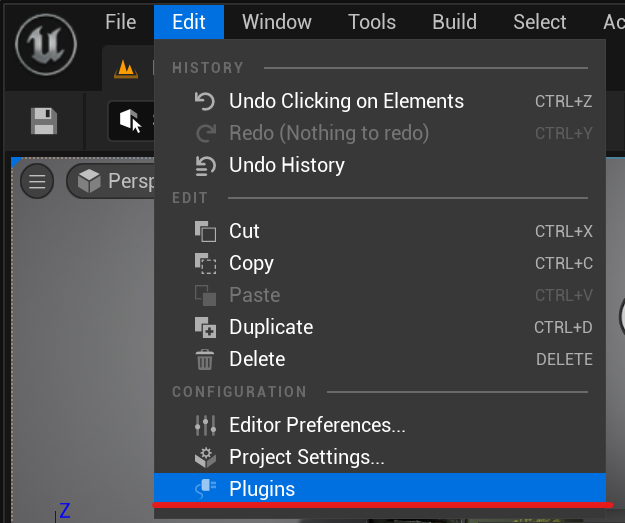 File Edit Window Tools Build Select
HISTORY
Undo Clicking on Elements CTRL+Z
Redo (Nothing to redo) CTRL+Y
Undo History
Persp
EDIT
Cut CTRL+X
Copy CTRL+C
Paste CTRL+V
Duplicate CTRL+D
Delete DELETE
CONFIGURATION
Editor Preferences...
Project Settings...
Plugins
Z